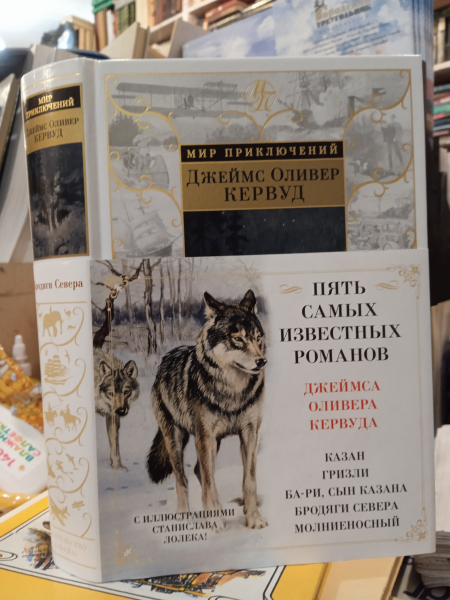 МИР
ПРИКЛЮЧЕНИЙ
ДЖЕЙМС ОЛИВЕР
КЕРВУД
Севера
МИР ПРИКЛЮЧЕНИЙ
ДЖЕЙМС ОЛИВЕР
КЕРВУД
ПЯТЬ
САМЫХ
ИЗВЕСТНЫХ
РОМАНОВ
ДЖЕЙМСА
ОЛИВЕРА
КЕРВУДА
КАЗАН
ГРИЗЛИ
БА-РИ, СЫН КАЗАНА
БРОДЯГИ СЕВЕРА
МОЛНИЕНОСНЫЙ
С ИЛЛЮСТРАЦИЯМИ
СТАНИСЛАВА
ЛОЛЕКА!